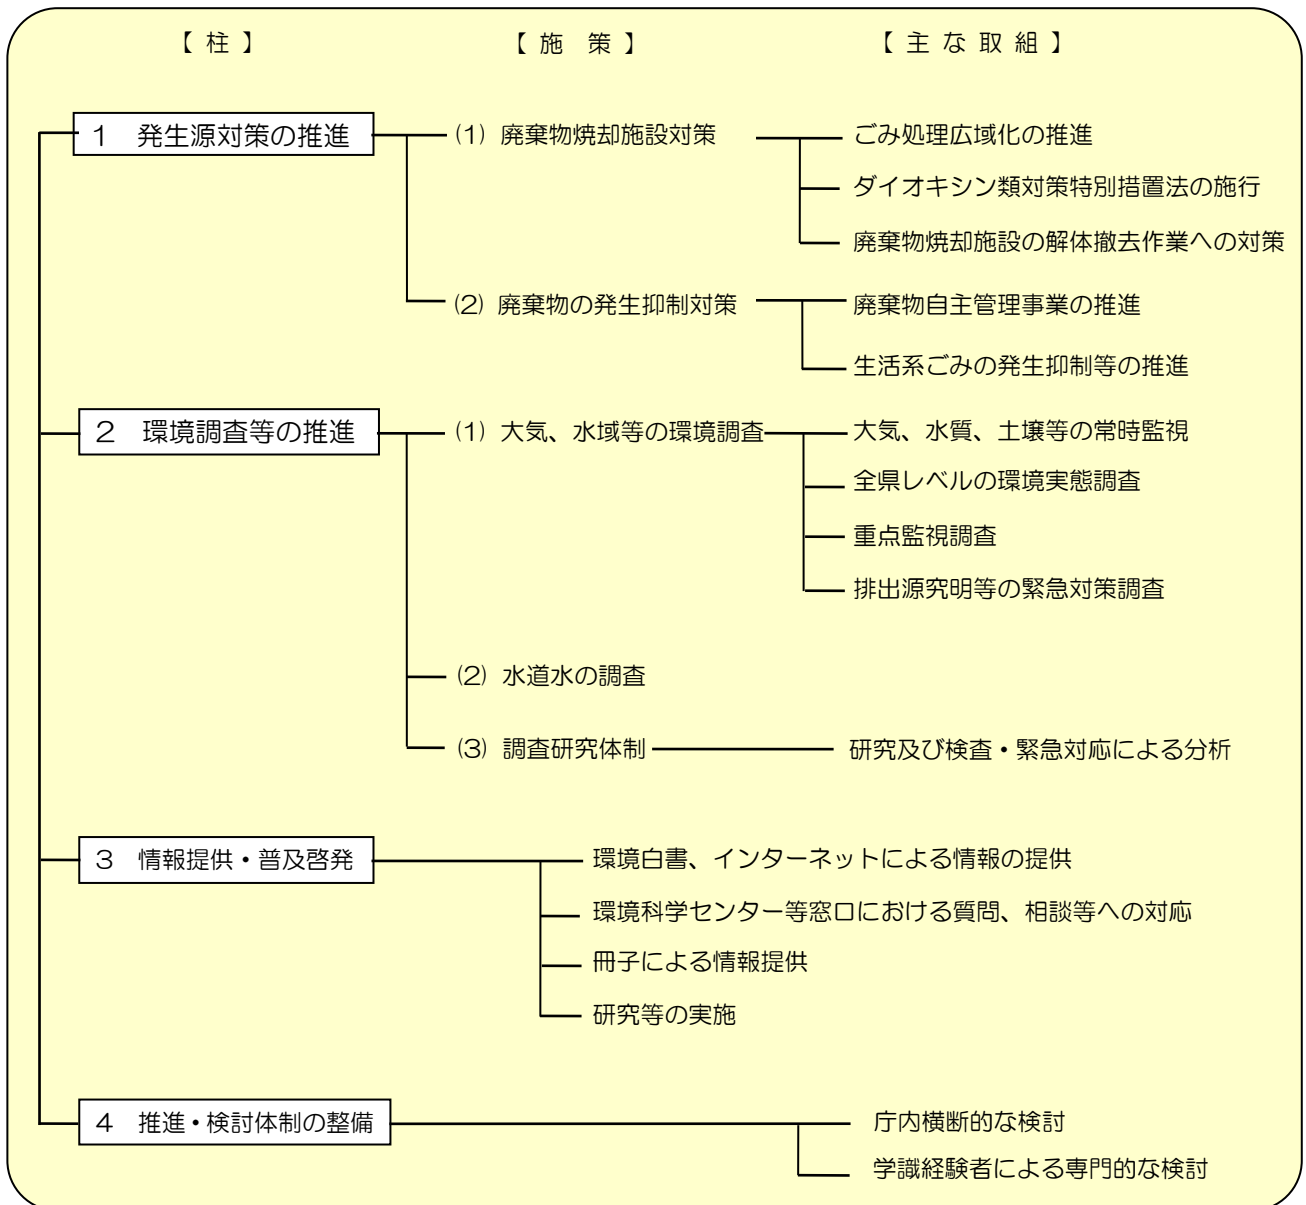 【 柱 】 【 施　策 】 【 主 な 取 組 】
１　発生源対策の推進 (1) 廃棄物焼却施設対策 ごみ処理広域化の推進
ダイオキシン類対策特別措置法の施行
廃棄物焼却施設の解体撤去作業への対策
(2) 廃棄物の発生抑制対策 廃棄物自主管理事業の推進
生活系ごみの発生抑制等の推進
２　環境調査等の推進 (1) 大気、水域等の環境調査 大気、水質、土壌等の常時監視
全県レベルの環境実態調査
重点監視調査
排出源究明等の緊急対策調査
(2) 水道水の調査
(3) 調査研究体制 研究及び検査・緊急対応による分析
３　情報提供・普及啓発 環境白書、インターネットによる情報の提供
環境科学センター等窓口における質問、相談等への対応
冊子による情報提供
研究等の実施
４　推進・検討体制の整備 庁内横断的な検討
学識経験者による専門的な検討